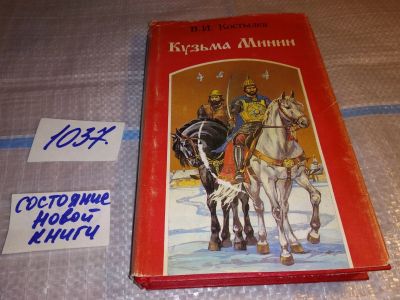 В. И. Костылев
Кузьма Минин
1037.
состояние
новой
книги